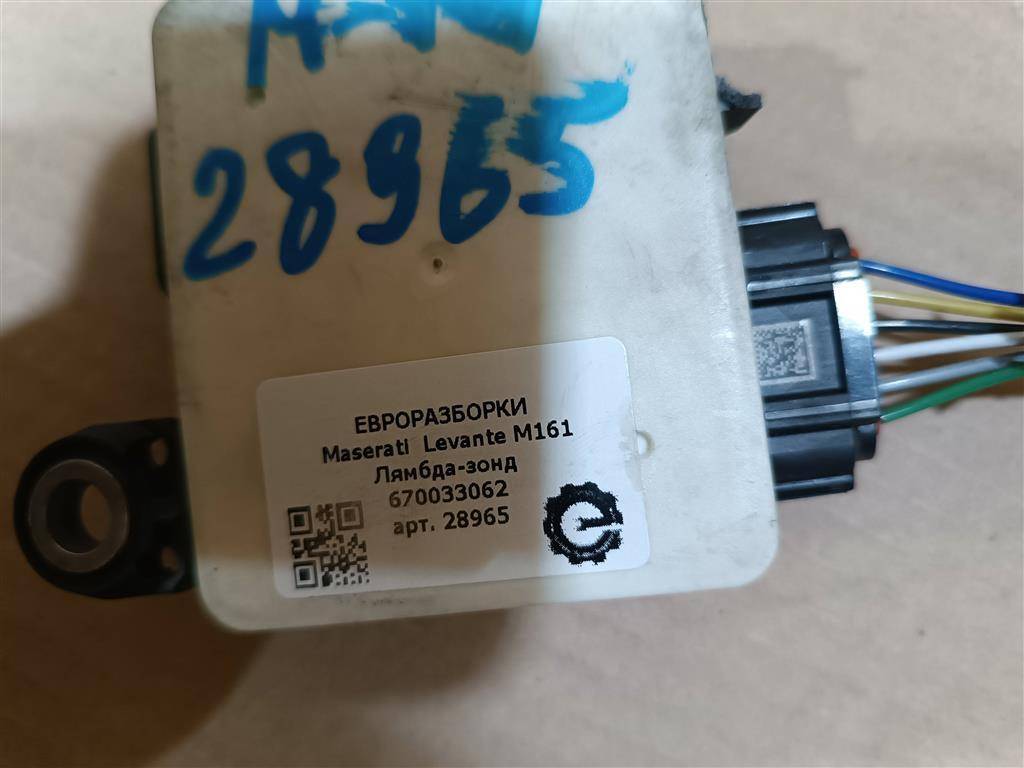 28965
ЕВРОРАЗБОРКИ
Maserati Levante M161
Лямбда-зонд
670033062
арт. 28965